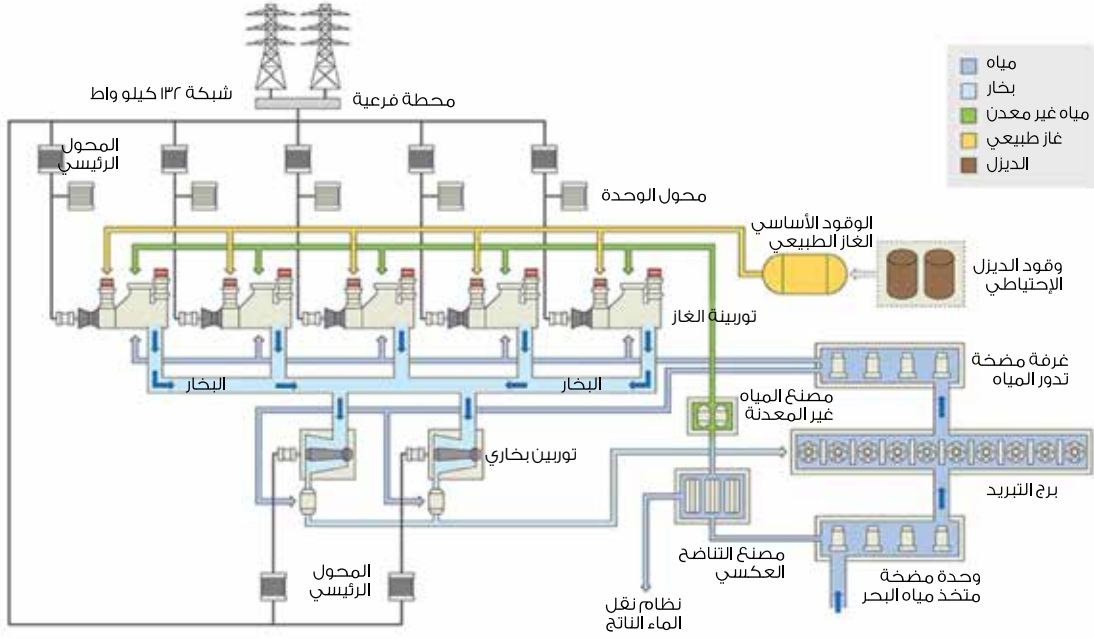 شبكة ١٣٢ كيلو واط
محطة فرعية
مياه
بخار
مياه غير معدن
غاز طبيعي
الديزل
المحول
الرئيسي
محول الوحدة
الوقود الأساسي
الغاز الطبيعي
وقود الديزل
الإحتياطي
توربينة الغاز
البخار
البخار
غرفة مضخة
تدور المياه
مصنع المياه
غير المعدنة
توربين بخاري
برج التبريد
مصنع التناضح
العكسي
وحدة مضخة
متخذ مياه البحر
المحول
الرئيسي
نظام نقل
الماء الناتج